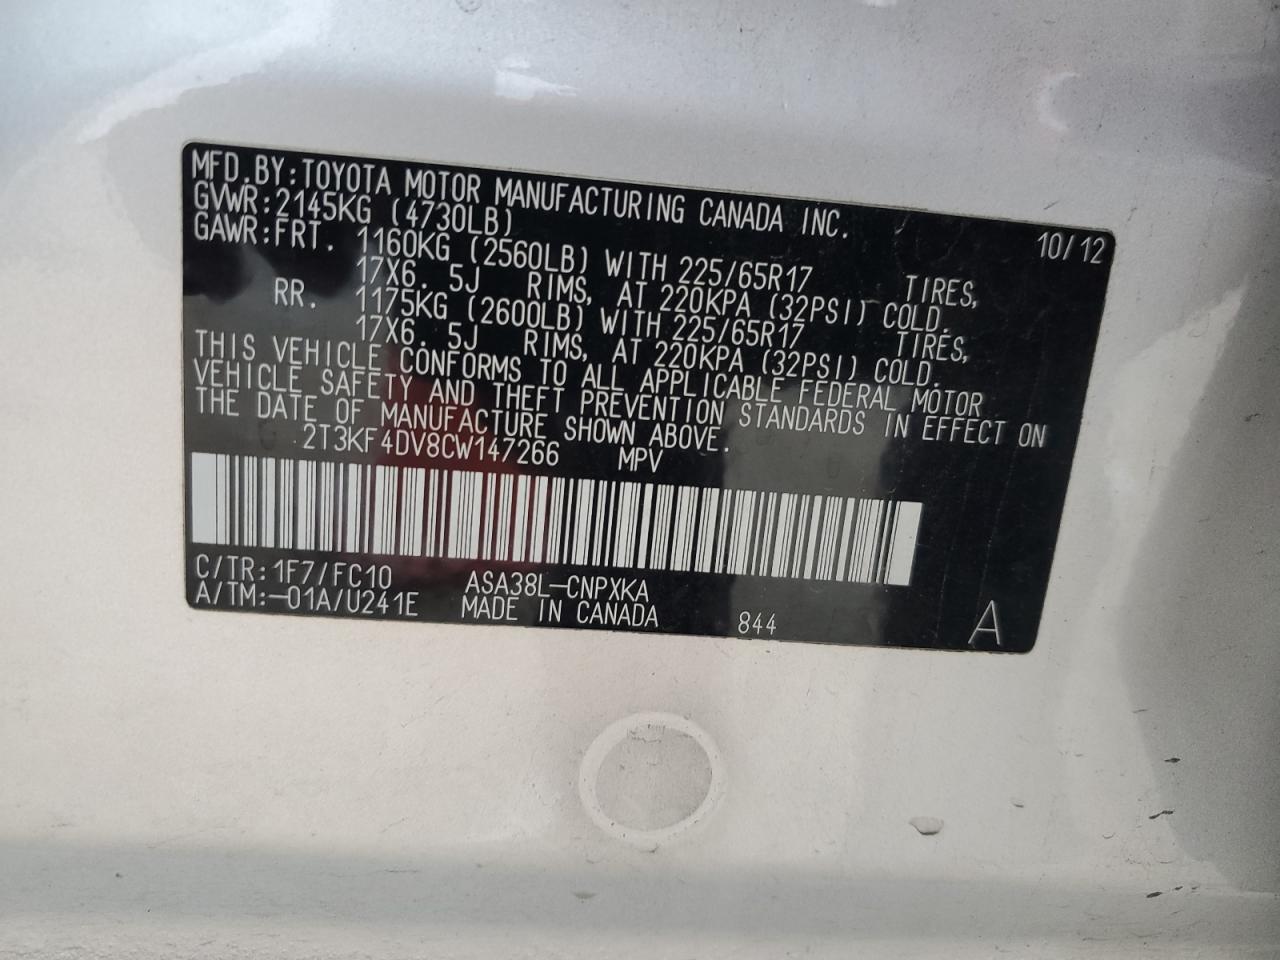 MFD.BY:TOYOTA MOTOR MANUFACTURING CANADA INC. 10/12
GVWR:2145KG (4730LB)
GAWR:FRT. 1160KG (2560LB) WITH 225/65R17 TIRES,
17X6. 5J RIMS, AT 220KPA (32PSI) COLD.
RR. 1175KG (2600LB) WITH 225/65R17 TIRES,
17X6. 5J RIMS, AT 220KPA (32PSI) COLD.
THIS VEHICLE CONFORMS TO ALL APPLICABLE FEDERAL MOTOR
VEHICLE SAFETY AND THEFT PREVENTION STANDARDS IN EFFECT ON
THE DATE OF MANUFACTURE SHOWN ABOVE.
2T3KF4DV8CW147266 MPV
C/TR:1F7/FC10 ASA38L-CNPXKA
A/TM:-01A/U241E MADE IN CANADA 844 A